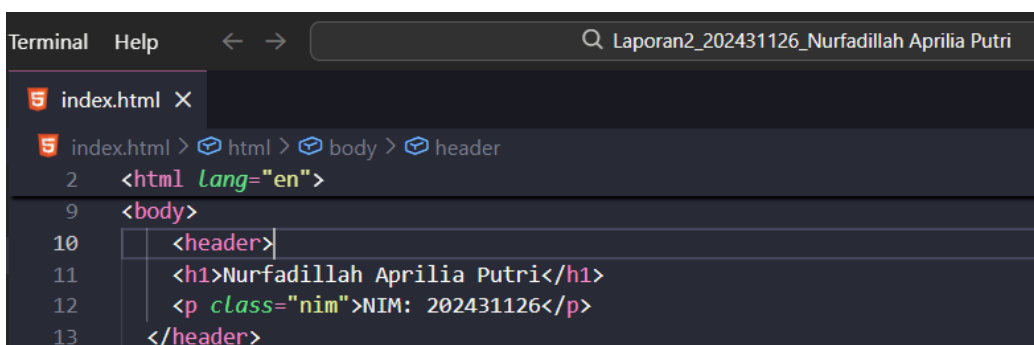 Terminal Help ← → Laporan2_202431126_Nurfadillah Aprilia Putri
index.html ×
index.html > html > body > header
2 <html lang="en">
9 <body>
10 <header>
11 <h1>Nurfadillah Aprilia Putri</h1>
12 <p class="nim">NIM: 202431126</p>
13 </header>